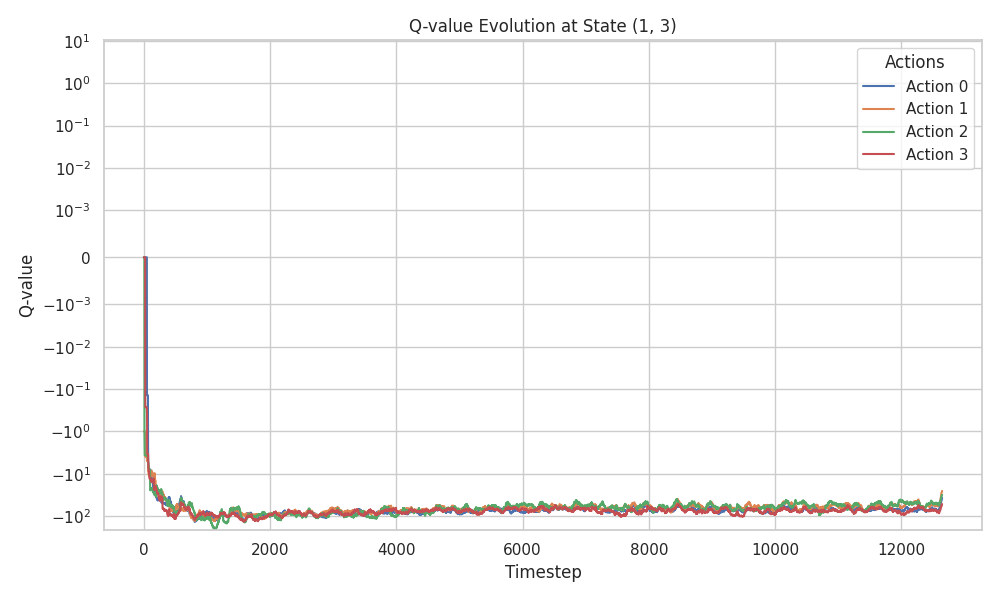 Q-value Evolution at State (1, 3)
Q-value
10¹
10⁰
10⁻¹
10⁻²
10⁻³
0
−10⁻³
−10⁻²
−10⁻¹
−10⁰
−10¹
−10²
Actions
Action 0
Action 1
Action 2
Action 3
0 2000 4000 6000 8000 10000 12000
Timestep